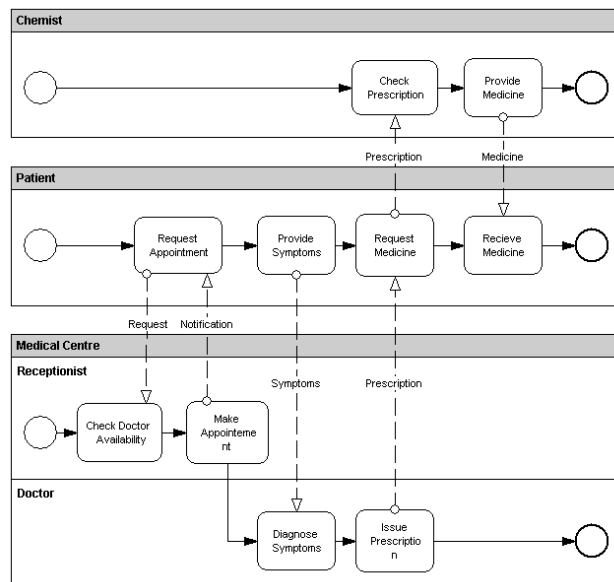 Chemist
Check
Prescription
Provide
Medicine
Prescription
Medicine
Patient
Request
Appointment
Provide
Symptoms
Request
Medicine
Recieve
Medicine
Request
Notification
Medical Centre
Receptionist
Symptoms
Prescription
Check Doctor
Availability
Make
Appointeme
nt
Doctor
Diagnose
Symptoms
Issue
Prescriptio
n